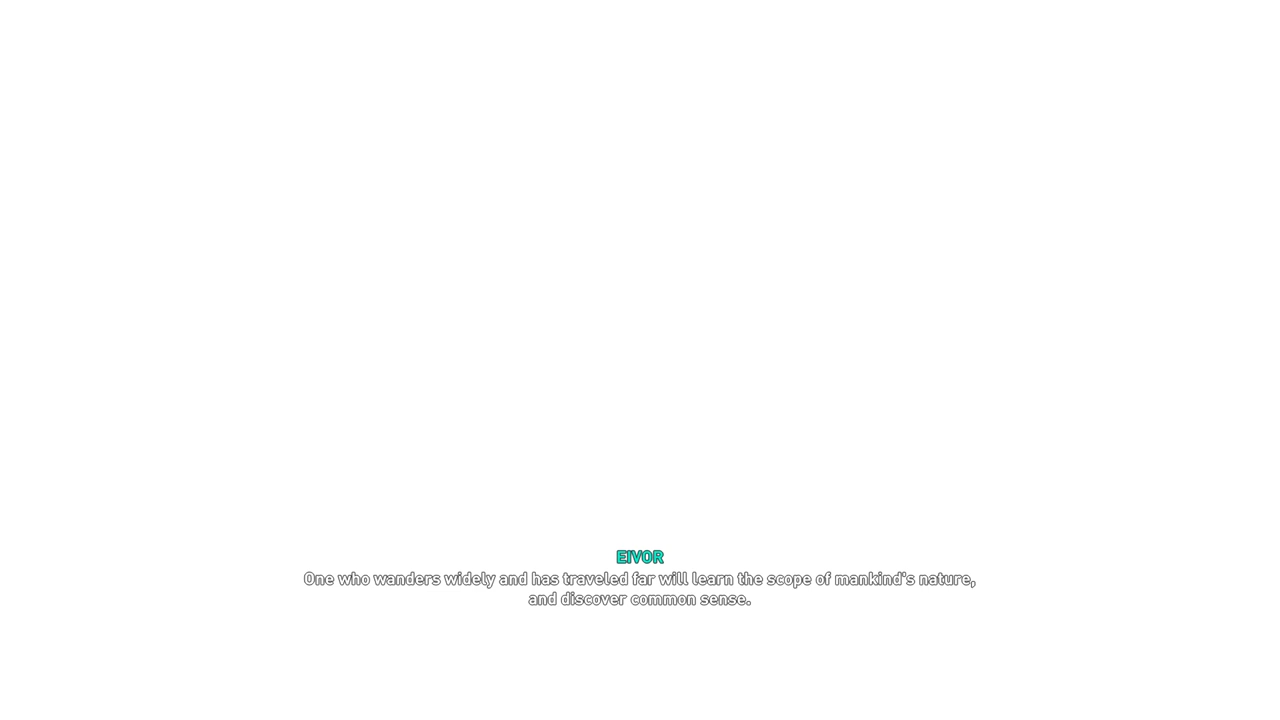 EIVOR
One who wanders widely and has traveled far will learn the scope of mankind's nature,
and discover common sense.